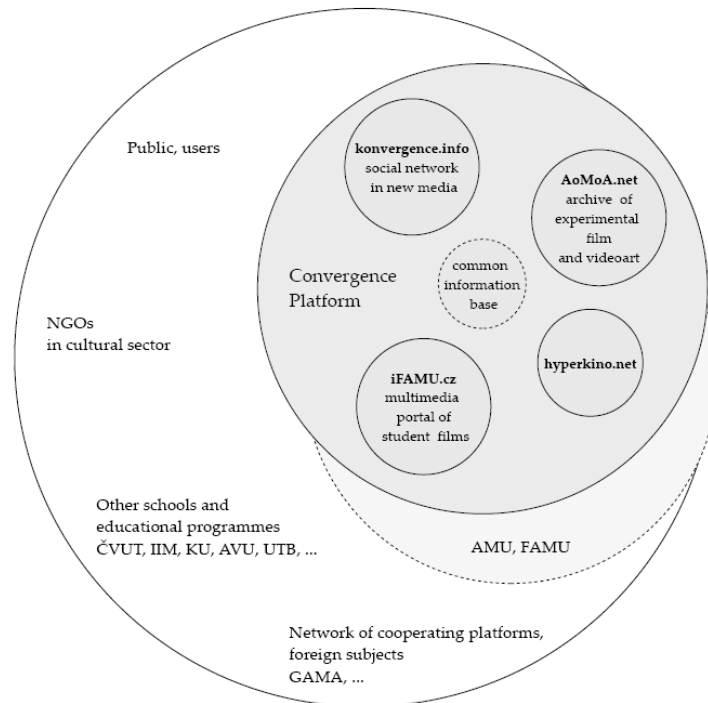 Public, users
konvergence.info
social network
in new media
AoMoA.net
archive of
experimental
film
and videoart
Convergence
Platform
common
information
base
NGOs
in cultural sector
iFAMU.cz
multimedia
portal of
student films
hyperkino.net
Other schools and
educational programmes
ČVUT, IIM, KU, AVU, UTB, ...
AMU, FAMU
Network of cooperating platforms,
foreign subjects
GAMA, ...